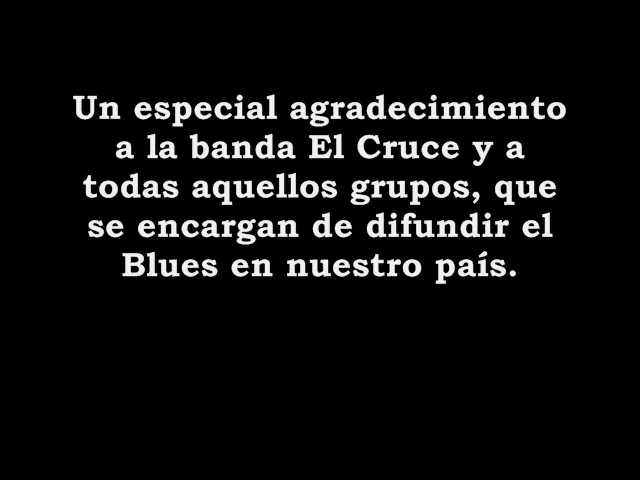 Un especial agradecimiento
a la banda El Cruce y a
todas aquellos grupos, que
se encargan de difundir el
Blues en nuestro país.